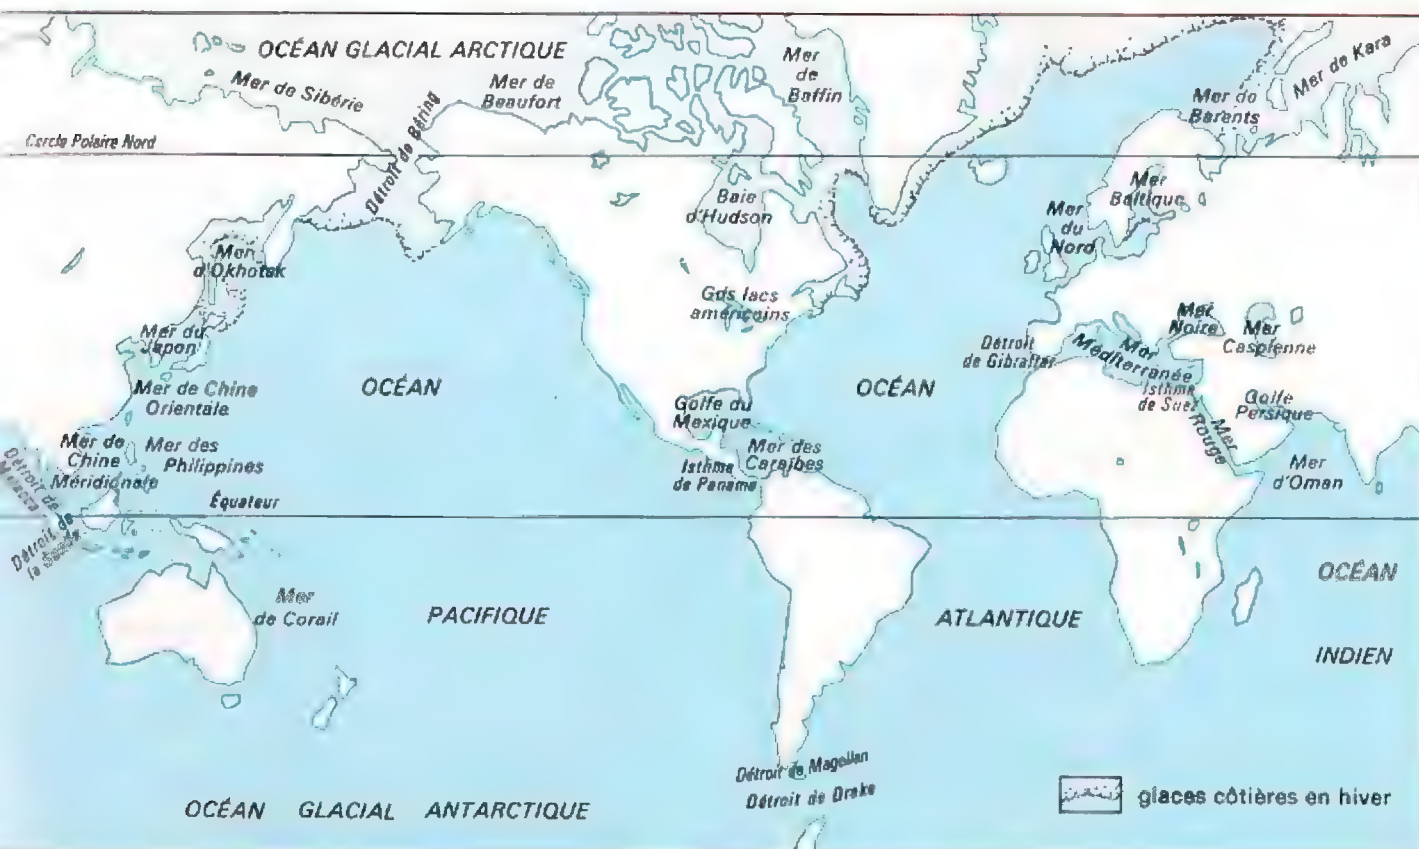 OCÉAN GLACIAL ARCTIQUE
Mer de Sibérie
Mer de
Beaufort
Mer
de
Baffin
Mer de Kara
Mer de
Barents
Cercle Polaire Nord
Détroit de Béring
Baie
d'Hudson
Mer
Baltique
Mer
du
Nord
Mer
d'Okhotsk
Gds lacs
américains
Mer du
Japon
Détroit
de Gibraltar
Mer
Méditerranée
Mer
Noire
Mer
Caspienne
Mer de Chine
Orientale
OCÉAN
OCÉAN
Isthme
de Suez
Golfe
Persique
Golfe du
Mexique
Mer
Rouge
Mer de
Chine
Méridionale
Mer des
Philippines
Mer des
Caraïbes
Isthme
de Panama
Mer
d'Oman
Détroit de
Malacca
Équateur
Détroit de
la Sonde
OCÉAN
Mer
de Corail
PACIFIQUE
ATLANTIQUE
INDIEN
Détroit de Magellan
Détroit de Drake
OCÉAN GLACIAL ANTARCTIQUE
glaces côtières en hiver